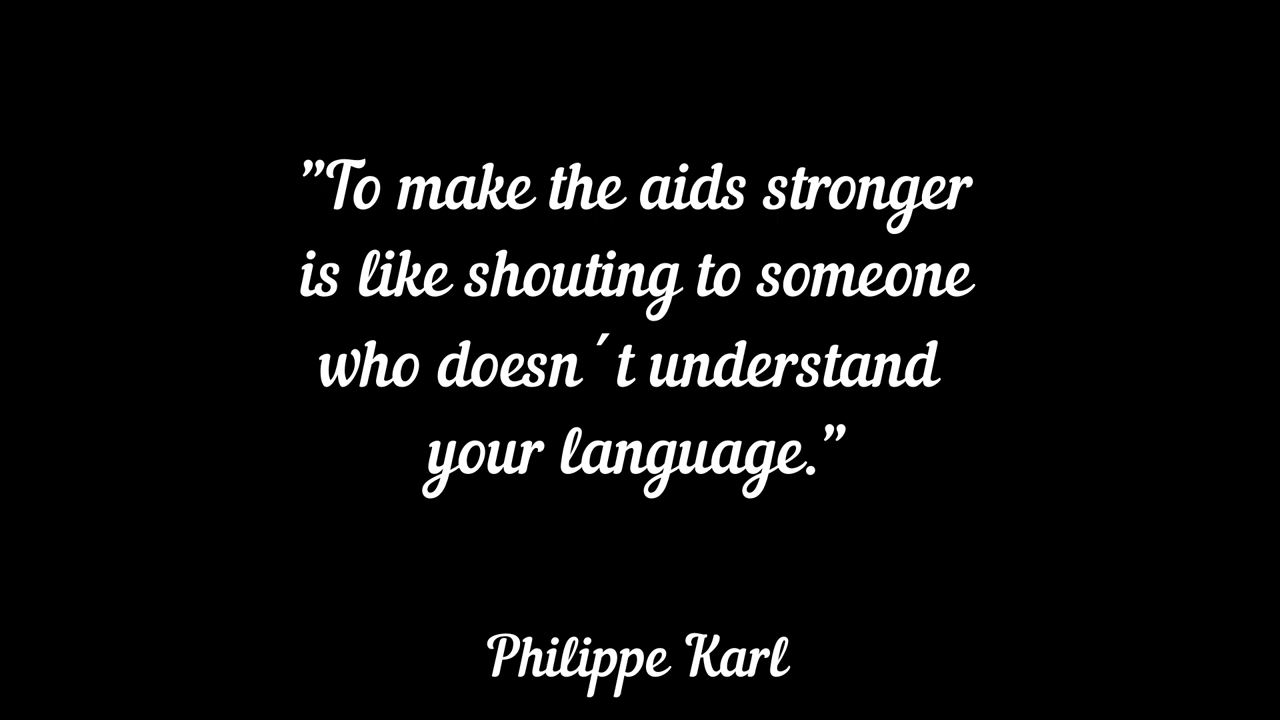 ”To make the aids stronger
is like shouting to someone
who doesn´t understand
your language.”
Philippe Karl